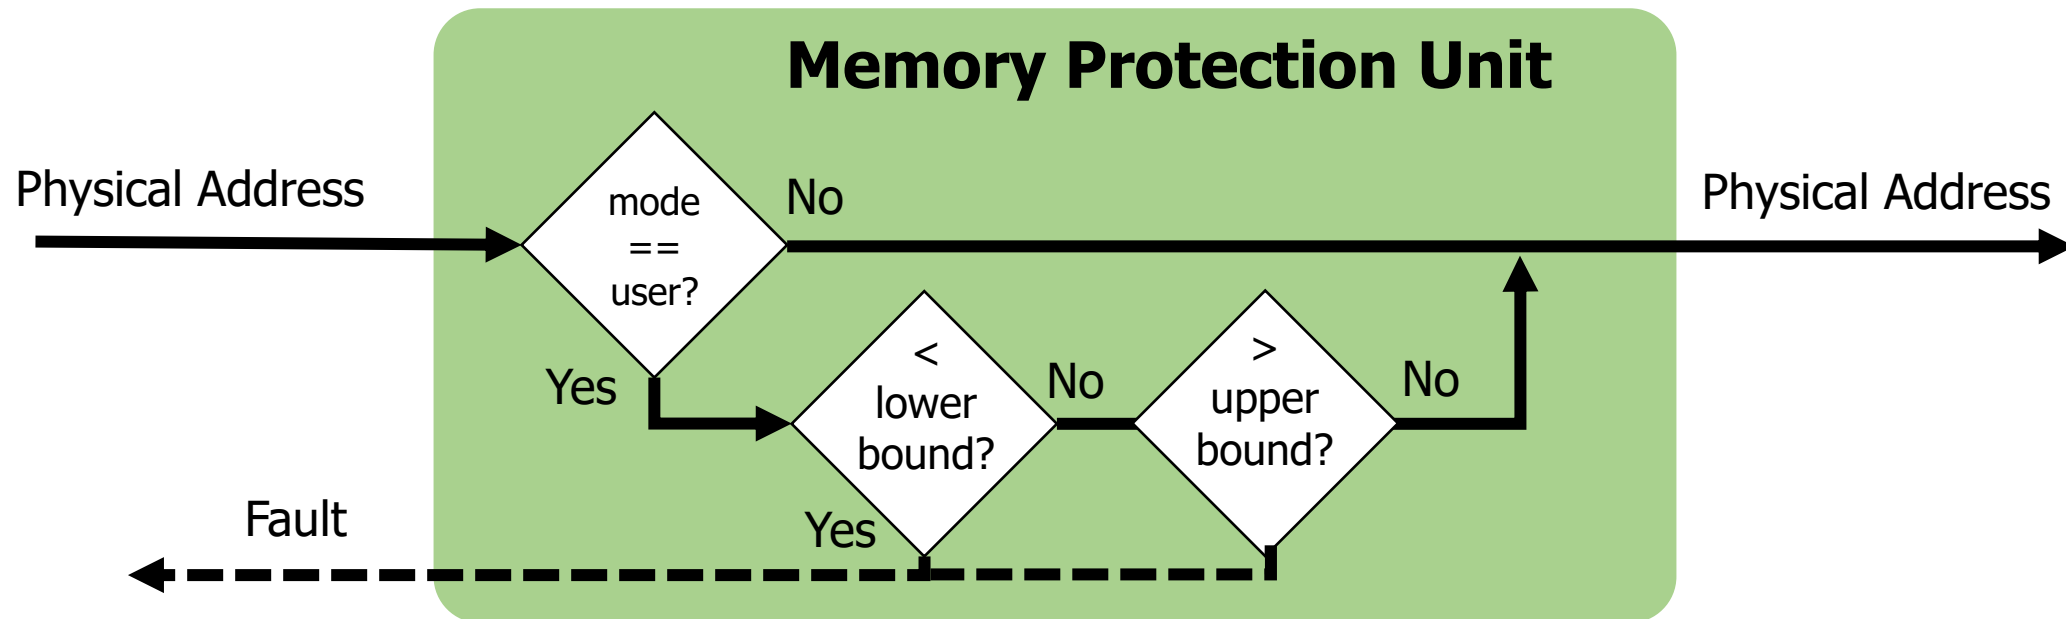 Memory Protection Unit
Physical Address
mode
==
user?
No
Physical Address
Yes
<
lower
bound?
No
>
upper
bound?
No
Yes
Fault